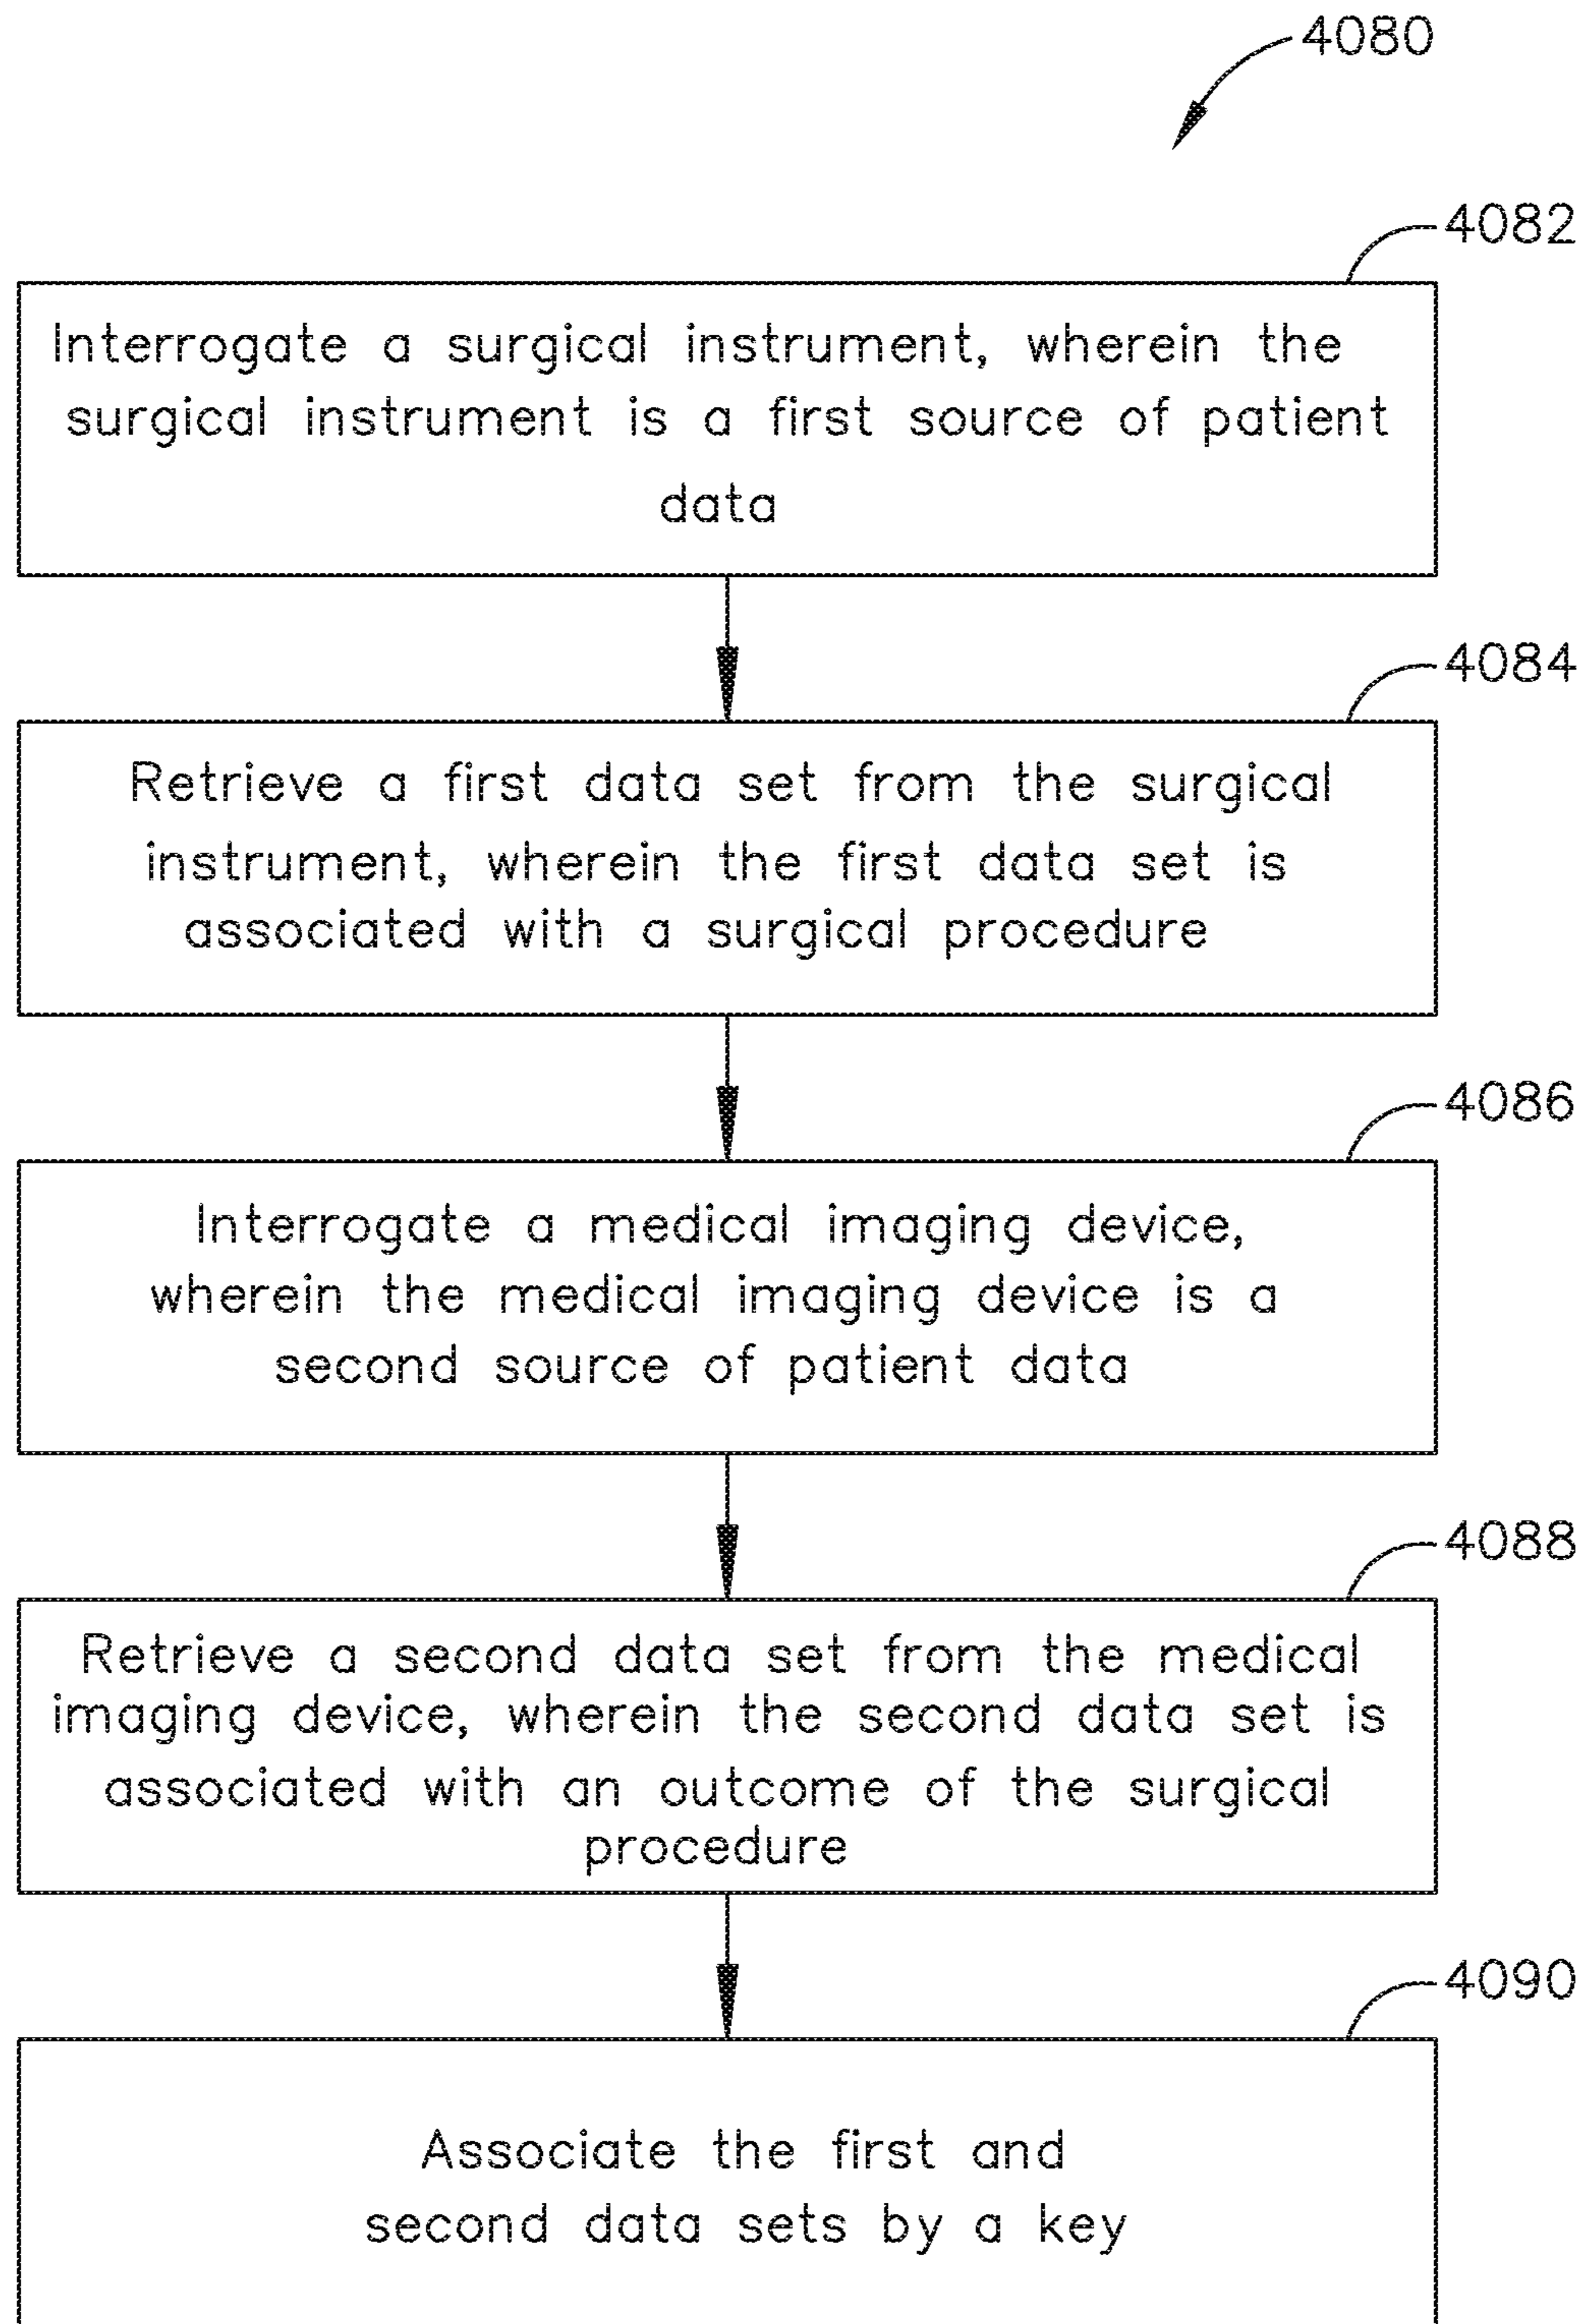 4080
4082
Interrogate a surgical instrument, wherein the
surgical instrument is a first source of patient
data
4084
Retrieve a first data set from the surgical
instrument, wherein the first data set is
associated with a surgical procedure
4086
Interrogate a medical imaging device,
wherein the medical imaging device is a
second source of patient data
4088
Retrieve a second data set from the medical
imaging device, wherein the second data set is
associated with an outcome of the surgical
procedure
4090
Associate the first and
second data sets by a key